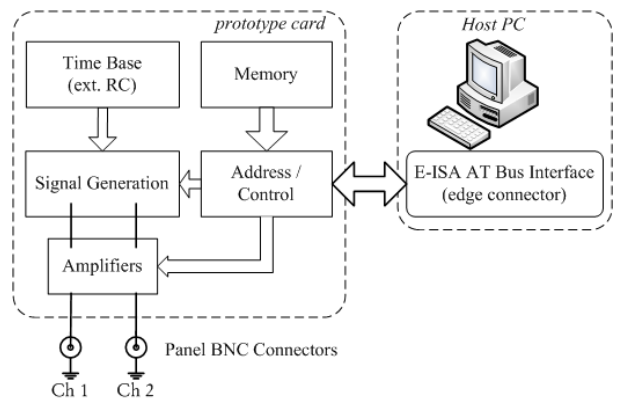 prototype card
Host PC
Time Base
(ext. RC)
Memory
Signal Generation
Address /
Control
E-ISA AT Bus Interface
(edge connector)
Amplifiers
Panel BNC Connectors
Ch 1
Ch 2